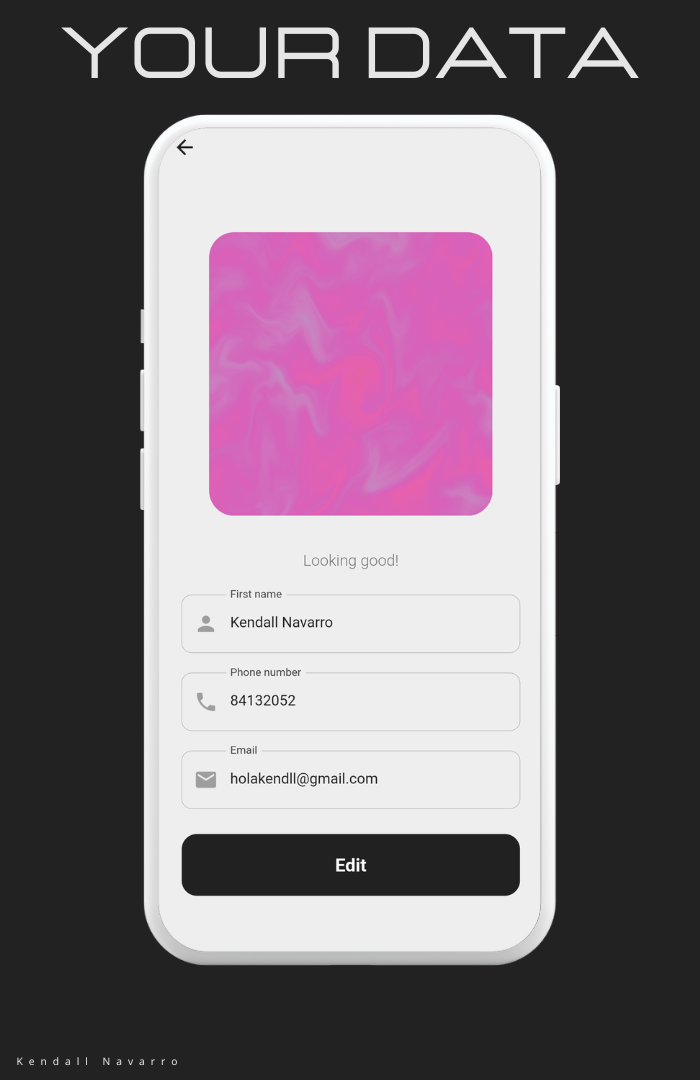 YOUR DATA
Looking good!
First name
Kendall Navarro
Phone number
84132052
Email
holakendll@gmail.com
Edit
Kendall Navarro